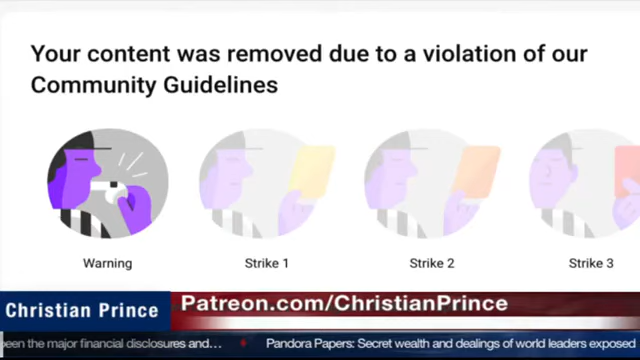 Your content was removed due to a violation of our
Community Guidelines
Warning
Strike 1
Strike 2
Strike 3
Christian Prince
Patreon.com/ChristianPrince
the major financial disclosures and...
Pandora Papers: Secret wealth and dealings of world leaders exposed